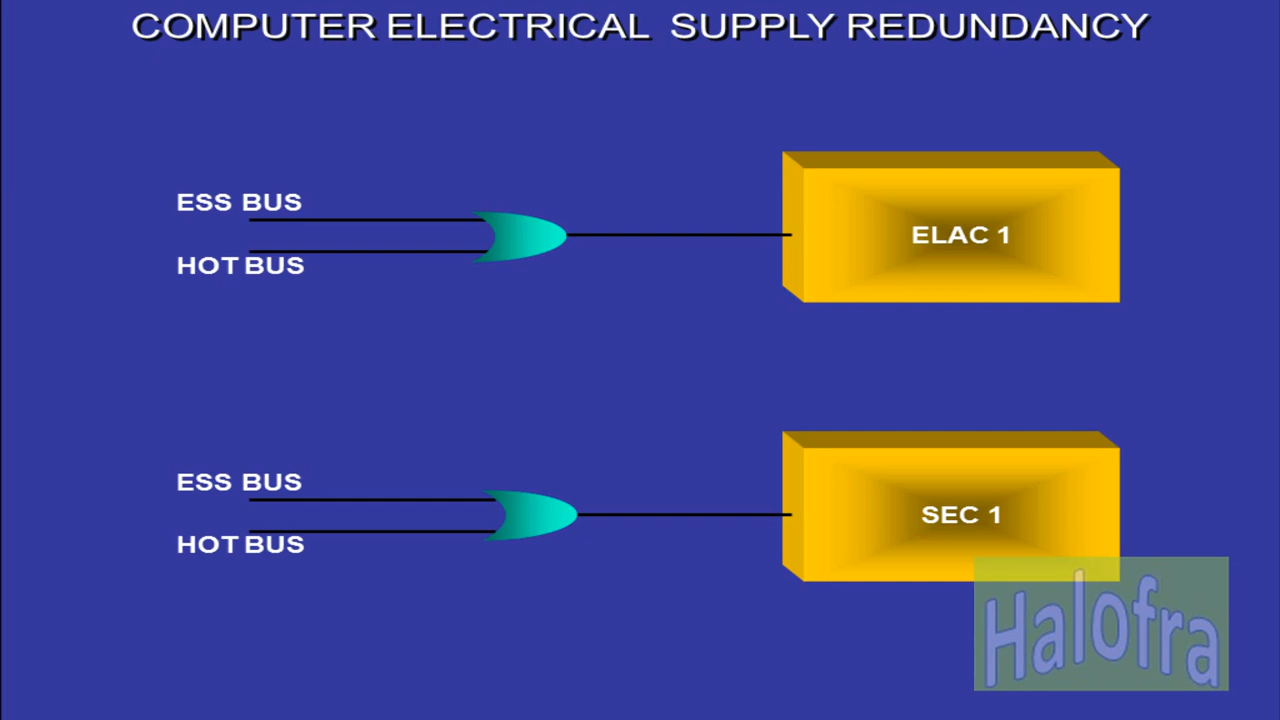 COMPUTER ELECTRICAL SUPPLY REDUNDANCY
ESS BUS
HOT BUS
ELAC 1
ESS BUS
HOT BUS
SEC 1
Halofra